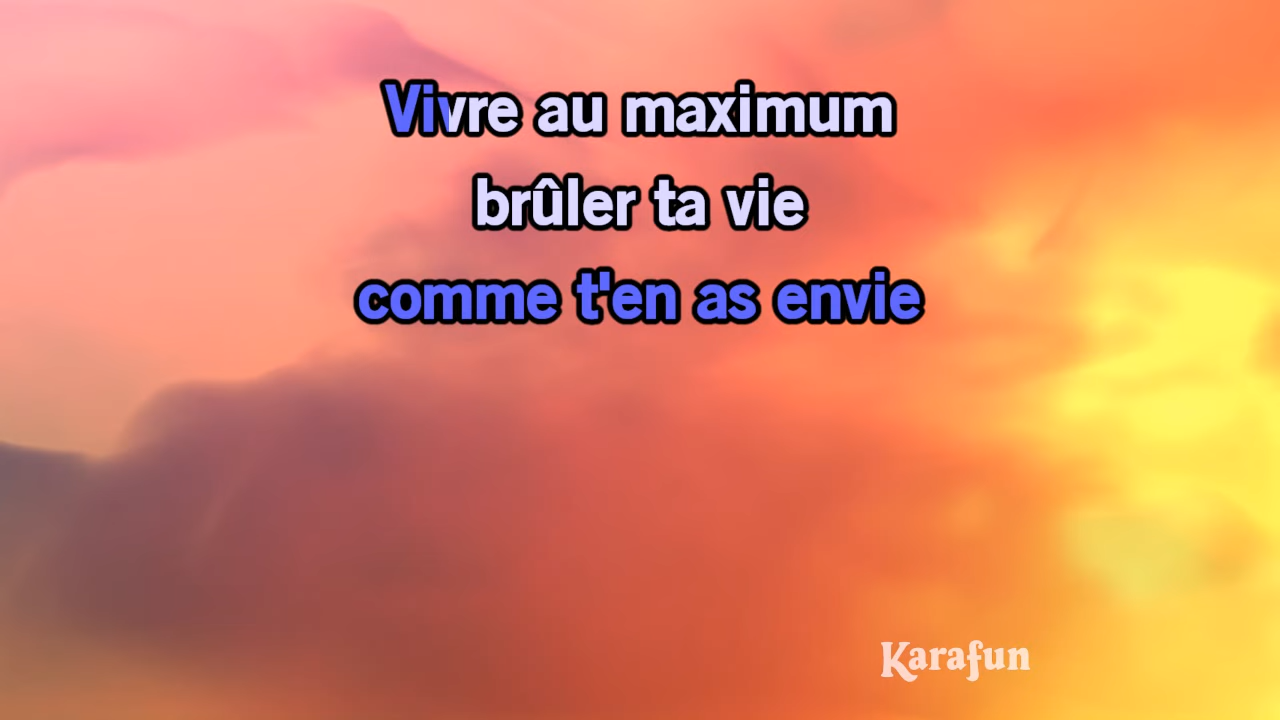 Vivre au maximum
brûler ta vie
comme t'en as envie
Karafun